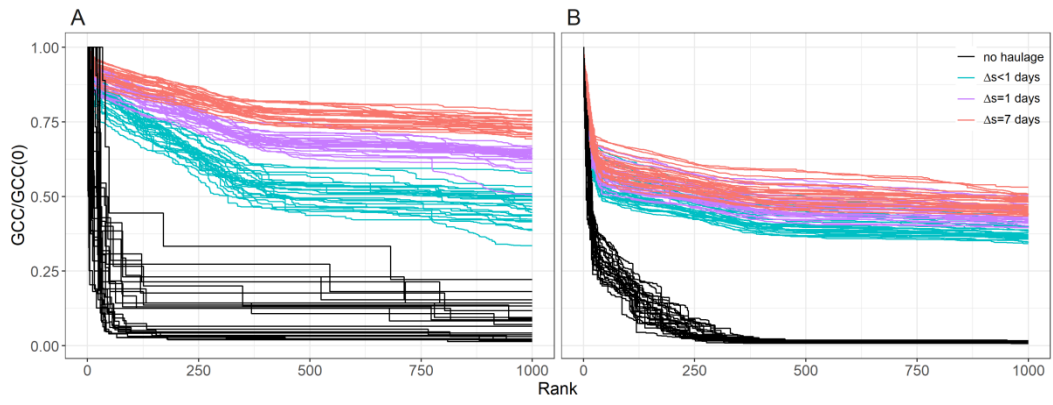 A
B
GCC/GCC(0)
1.00
0.75
0.50
0.25
0.00
no haulage
Δs<1 days
Δs=1 days
Δs=7 days
0
250
500
750
1000
0
250
500
750
1000
Rank